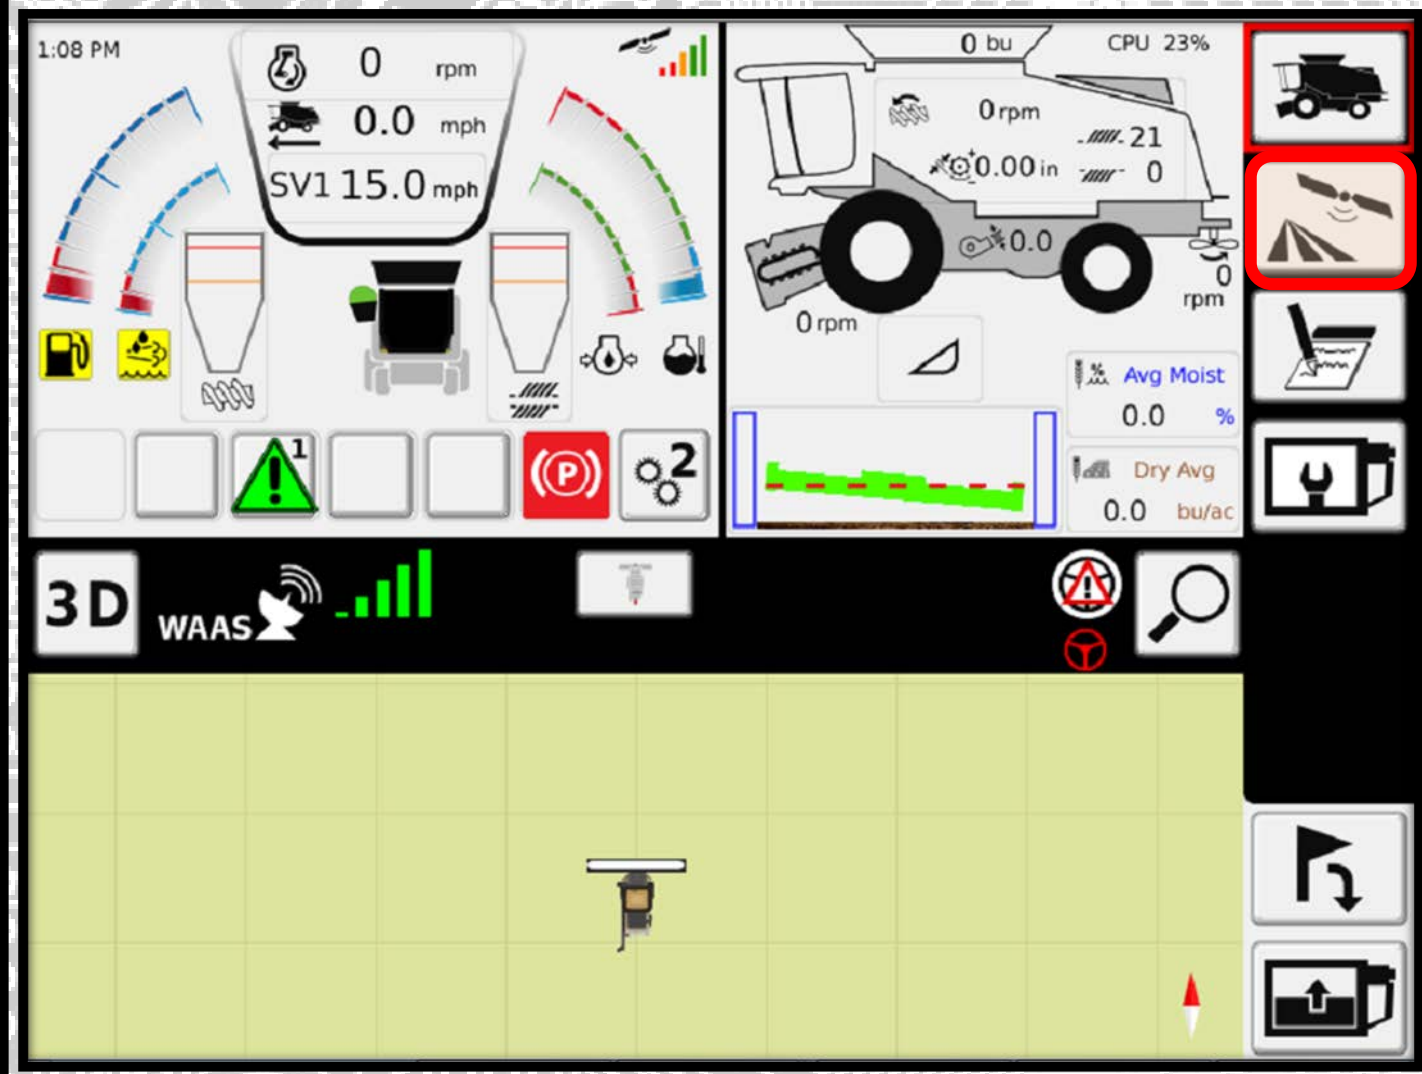 1:08 PM
0 rpm
0.0 mph
SV1 15.0 mph
1
P
2
0 bu
CPU 23%
0 rpm
21
0.00 in
0
0.0
0
rpm
0 rpm
%
Avg Moist
0.0 %
Dry Avg
0.0 bu/ac
3D
WAAS